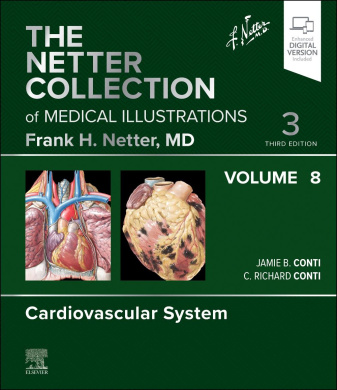 THE
NETTER
COLLECTION
of MEDICAL ILLUSTRATIONS
Frank H. Netter, MD
F. Netter M.D.
Enhanced
DIGITAL
VERSION
Included
3
THIRD EDITION
VOLUME 8
JAMIE B. CONTI
C. RICHARD CONTI
Cardiovascular System
ELSEVIER